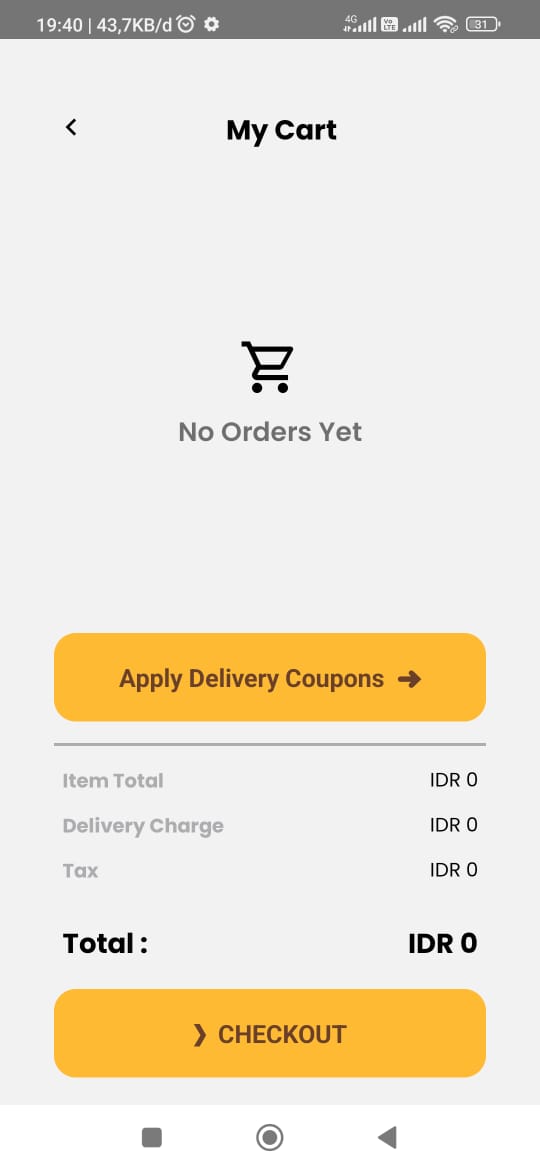 19:40 | 43,7KB/d
4G
Vo
LTE
31
My Cart
No Orders Yet
Apply Delivery Coupons ➔
Item Total IDR 0
Delivery Charge IDR 0
Tax IDR 0
Total : IDR 0
❯ CHECKOUT